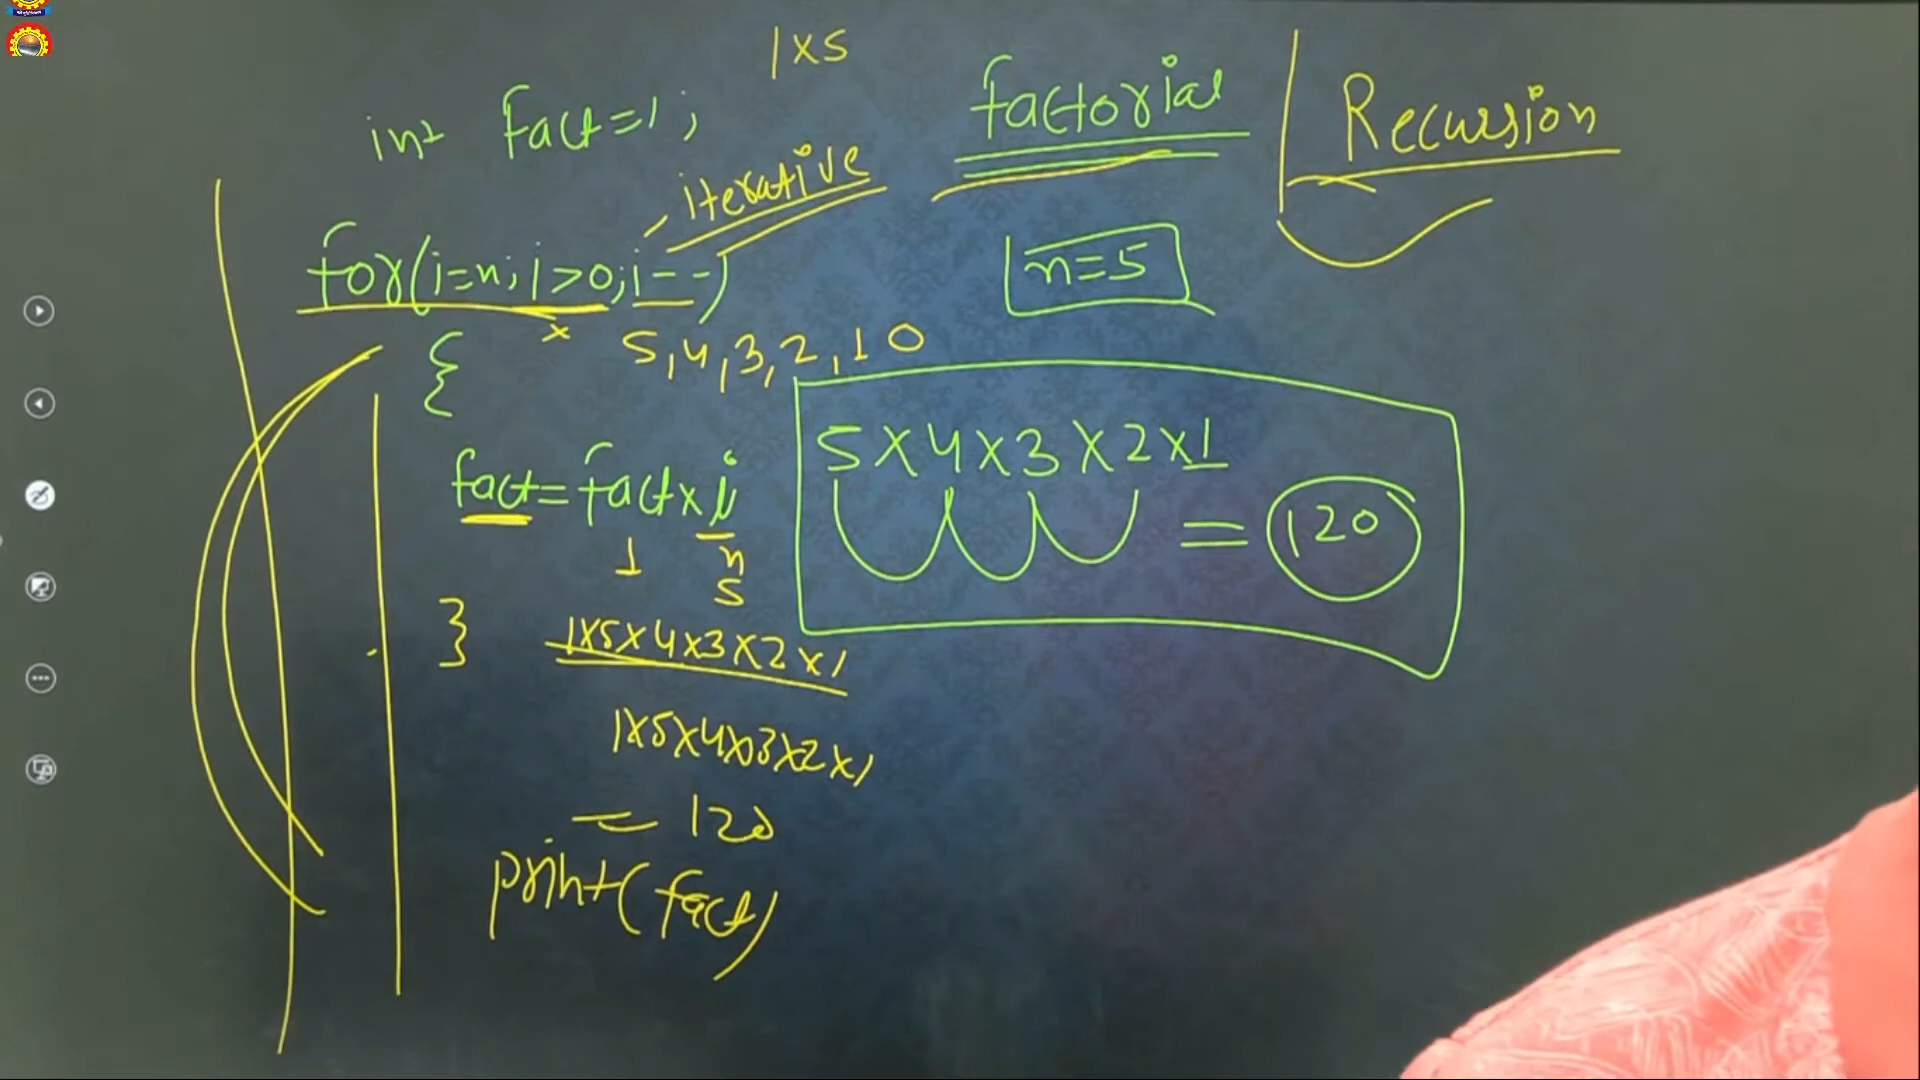 1x5
int fact=1;
factorial
Recursion
iterative
for(i=n;i>0;i--)
n=5
x 5,4,3,2,1 0
{
5x4x3x2x1
fact=factxi
= 120
1 n
5
}
1x5x4x3x2x1
1x5x4x3x2x1
= 120
print(fact)